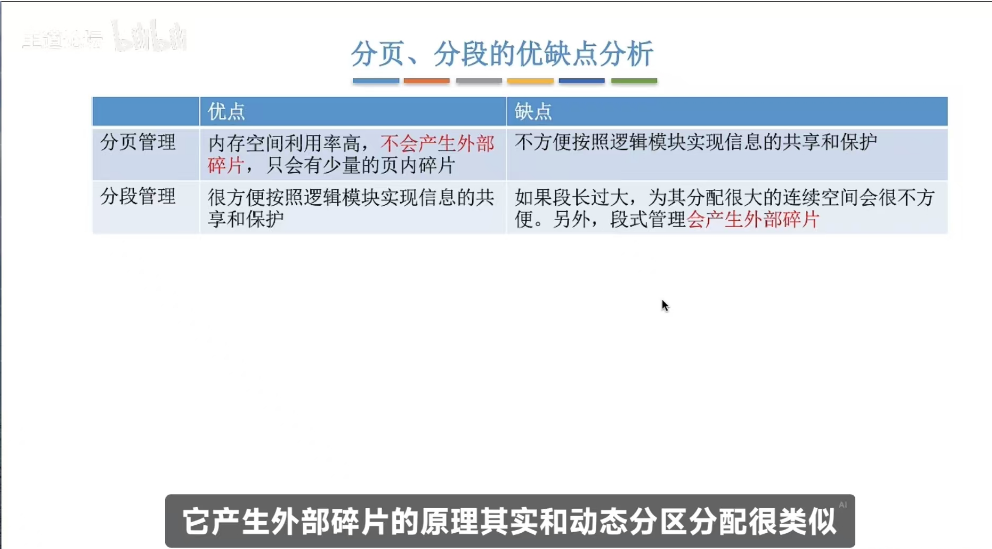 bilibili
分页、分段的优缺点分析
优点
缺点
分页管理
内存空间利用率高，不会产生外部
碎片，只会有少量的页内碎片
不方便按照逻辑模块实现信息的共享和保护
分段管理
很方便按照逻辑模块实现信息的共
享和保护
如果段长过大，为其分配很大的连续空间会很不方
便。另外，段式管理会产生外部碎片
AI
它产生外部碎片的原理其实和动态分区分配很类似